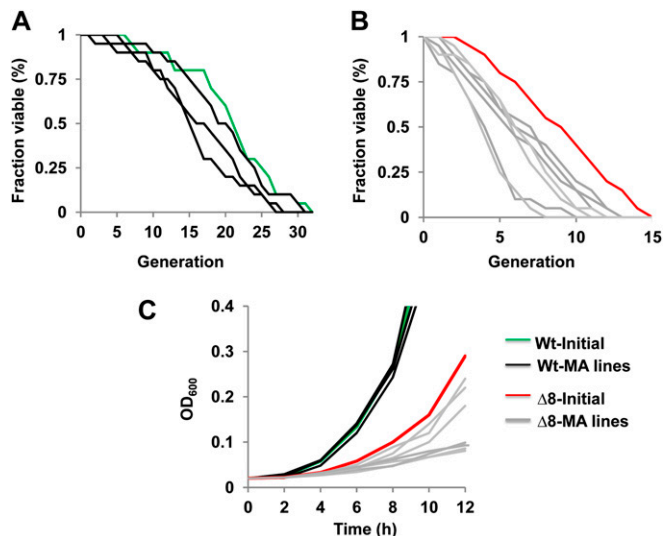 A
Fraction viable (%)
1
0.75
0.5
0.25
0
0 5 10 15 20 25 30
Generation
B
Fraction viable (%)
1
0.75
0.5
0.25
0
0 5 10 15
Generation
C
OD600
0.4
0.3
0.2
0.1
0
0 2 4 6 8 10 12
Time (h)
Wt-Initial
Wt-MA lines
Δ8-Initial
Δ8-MA lines